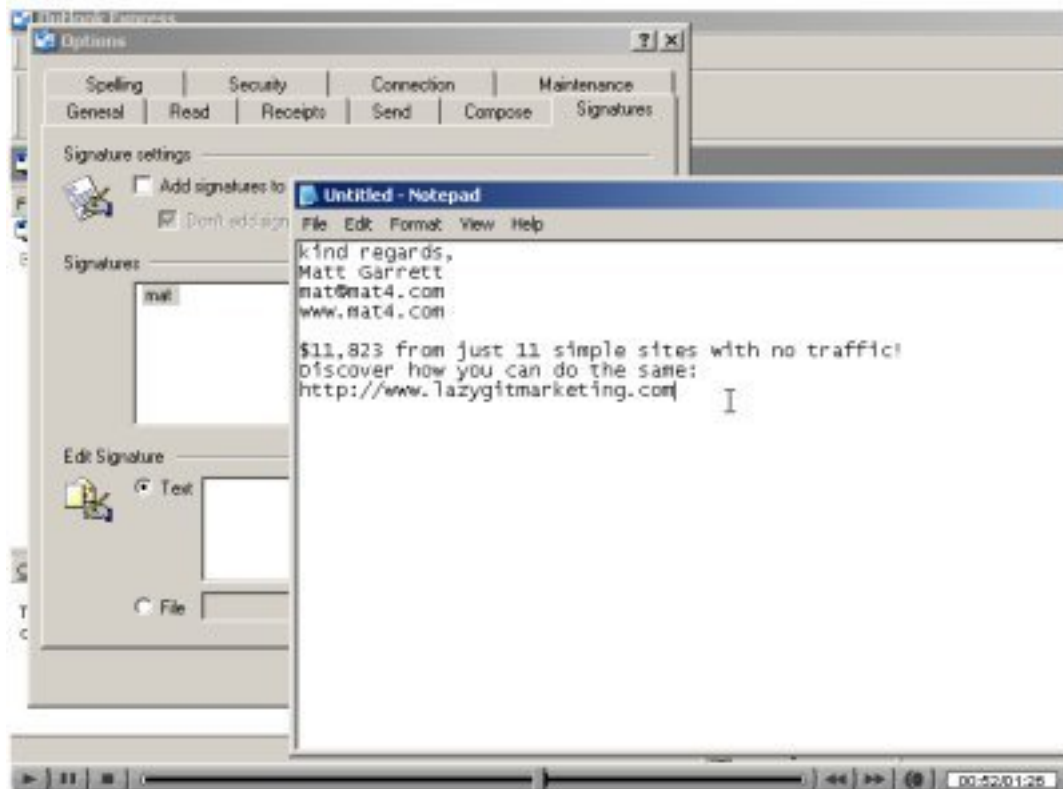 Outlook Express
Options
Spelling Security Connection Maintenance
General Read Receipts Send Compose Signatures
Signature settings
Add signatures to
Don't add sign
Signatures
mat
Edit Signature
Text
File
Untitled - Notepad
File Edit Format View Help
kind regards,
Matt Garrett
mat@mat4.com
www.mat4.com
$11,823 from just 11 simple sites with no traffic!
Discover how you can do the same:
http://www.lazygitmarketing.com
00:52/01:26